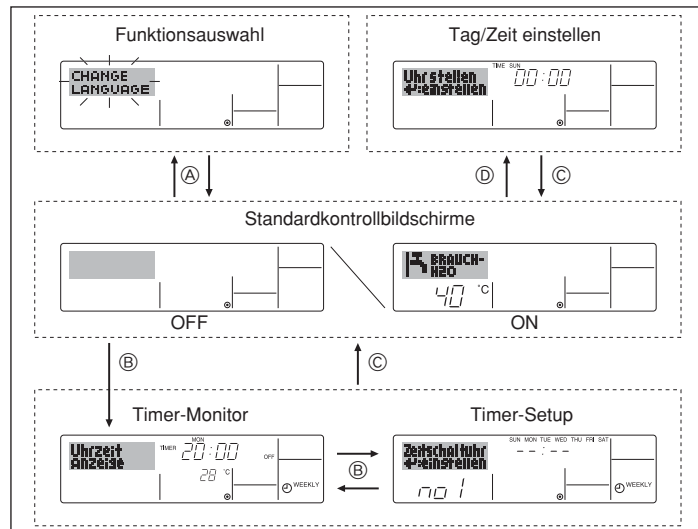 Funktionsauswahl
CHANGE
LANGUAGE
Tag/Zeit einstellen
TIME SUN
Uhr stellen
↵:einstellen
00:00
Ⓐ
Ⓓ
Ⓒ
Standardkontrollbildschirme
BRAUCH-
H2O
40 °C
OFF
ON
Ⓑ
Ⓒ
Timer-Monitor
Uhrzeit
Anzeige
MON
TIMER 20:00 OFF
28 °C
WEEKLY
Ⓑ
Timer-Setup
SUN MON TUE WED THU FRI SAT
Zeitschaltuhr
↵:einstellen
--:--
no 1
WEEKLY